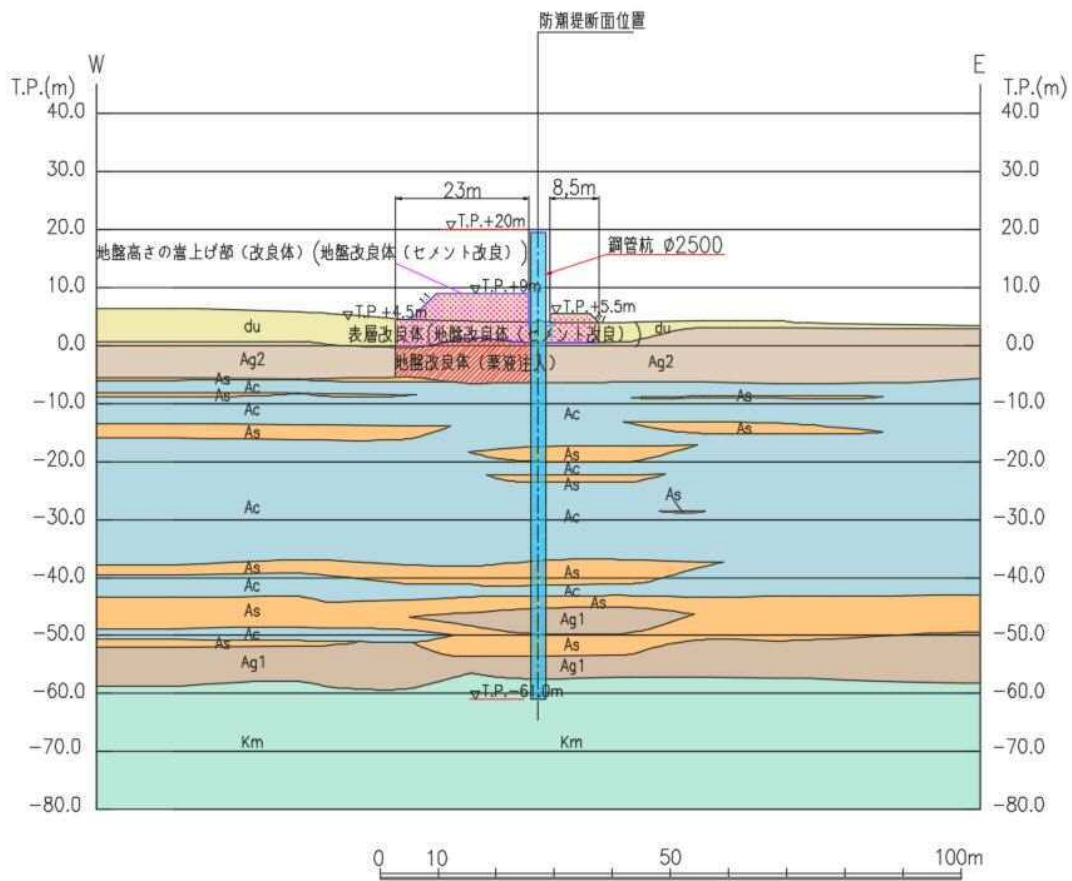 防潮堤断面位置
W
E
T.P.(m)
T.P.(m)
40.0
40.0
30.0
30.0
23m
8,5m
20.0
▽T.P.+20m
20.0
地盤高さの嵩上げ部（改良体）（地盤改良体（セメント改良）
鋼管杭 φ2500
10.0
▽T.P.+9m
10.0
▽T.P.+4.5m
▽T.P.+5.5m
du
表層改良体（地盤改良体（セメント改良）
du
0.0
0.0
Ag2
地盤改良体（薬液注入）
Ag2
As
Ac
As
As
-10.0
-10.0
Ac
Ac
As
As
As
-20.0
-20.0
Ac
As
As
Ac
Ac
-30.0
-30.0
As
As
-40.0
-40.0
Ac
Ac
As
As
Ag1
-50.0
Ac
-50.0
As
As
Ag1
Ag1
-60.0
▽T.P.-61.0m
-60.0
Km
Km
-70.0
-70.0
-80.0
-80.0
0
10
50
100m